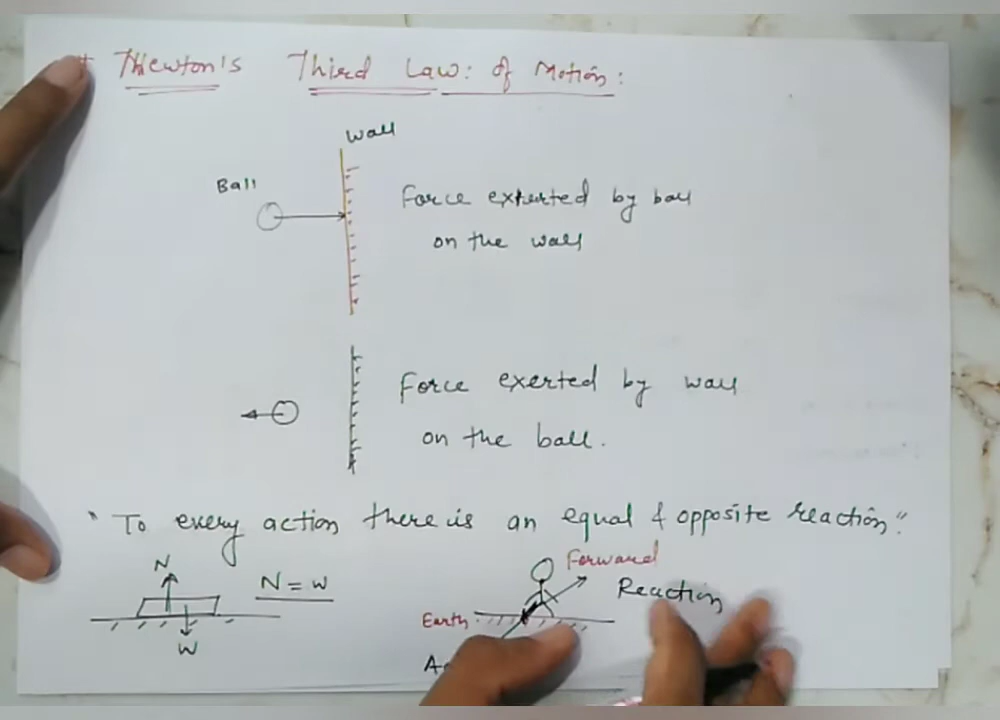 * Newton's Third Law: of Motion:
Wall
Ball
Force exerted by ball
on the wall
Force exerted by wall
on the ball.
"To every action there is an equal & opposite reaction."
N
N = W
W
Forward
Reaction
Earth